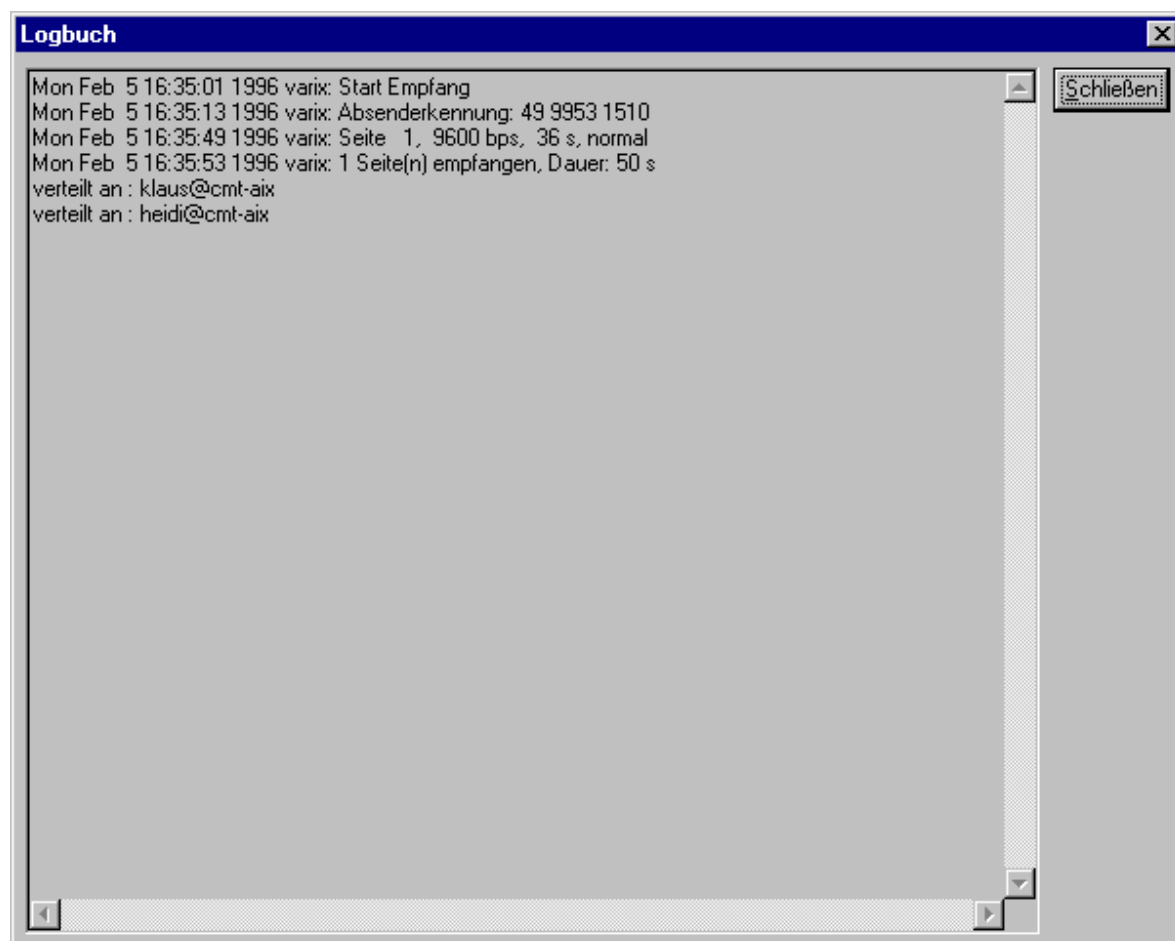 Logbuch
Mon Feb  5 16:35:01 1996 varix: Start Empfang
Mon Feb  5 16:35:13 1996 varix: Absenderkennung: 49 9953 1510
Mon Feb  5 16:35:49 1996 varix: Seite   1,  9600 bps,  36 s, normal
Mon Feb  5 16:35:53 1996 varix: 1 Seite(n) empfangen, Dauer: 50 s
verteilt an : klaus@cmt-aix
verteilt an : heidi@cmt-aix
Schließen